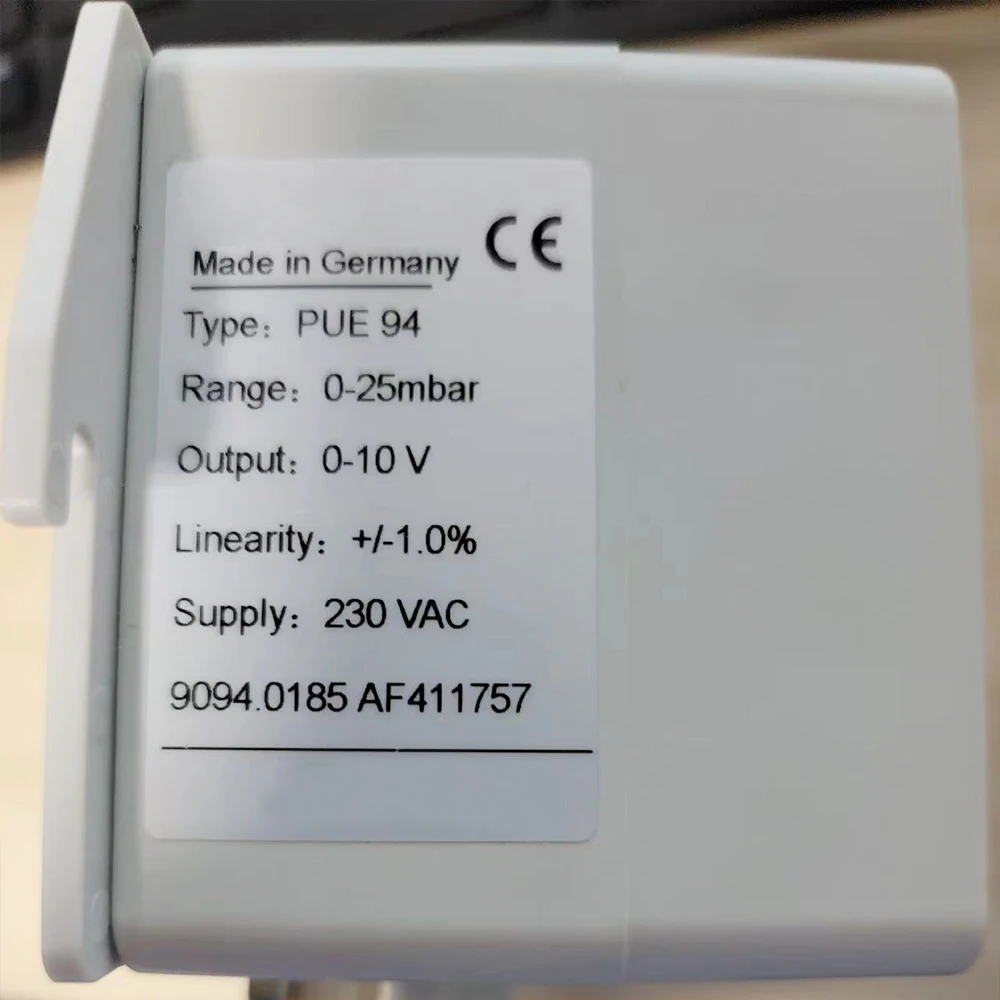 Made in Germany CE
Type：PUE 94
Range：0-25mbar
Output：0-10 V
Linearity：+/-1.0%
Supply：230 VAC
9094.0185 AF411757